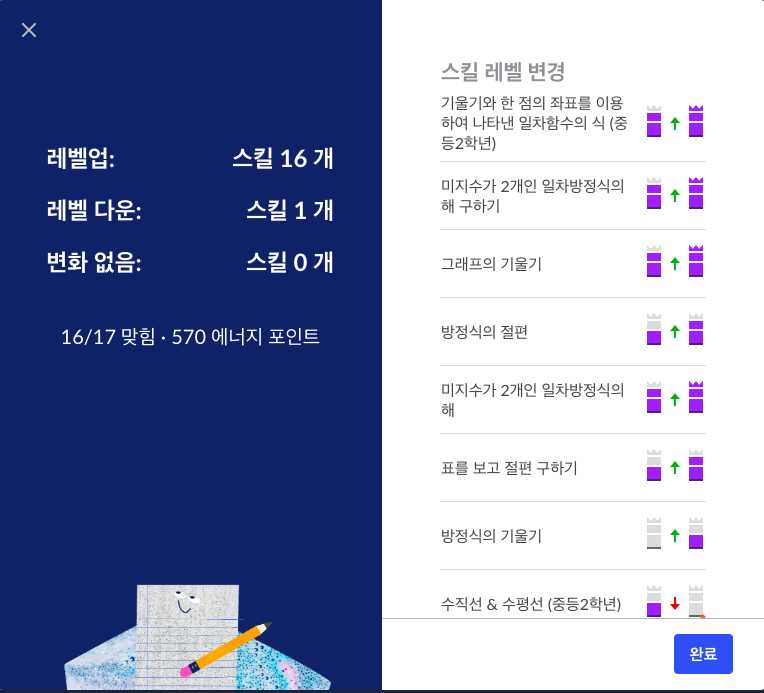 레벨업: 스킬 16 개
레벨 다운: 스킬 1 개
변화 없음: 스킬 0 개
16/17 맞힘 · 570 에너지 포인트
스킬 레벨 변경
기울기와 한 점의 좌표를 이용
하여 나타낸 일차함수의 식 (중
등2학년)
미지수가 2개인 일차방정식의
해 구하기
그래프의 기울기
방정식의 절편
미지수가 2개인 일차방정식의
해
표를 보고 절편 구하기
방정식의 기울기
수직선 & 수평선 (중등2학년)
완료